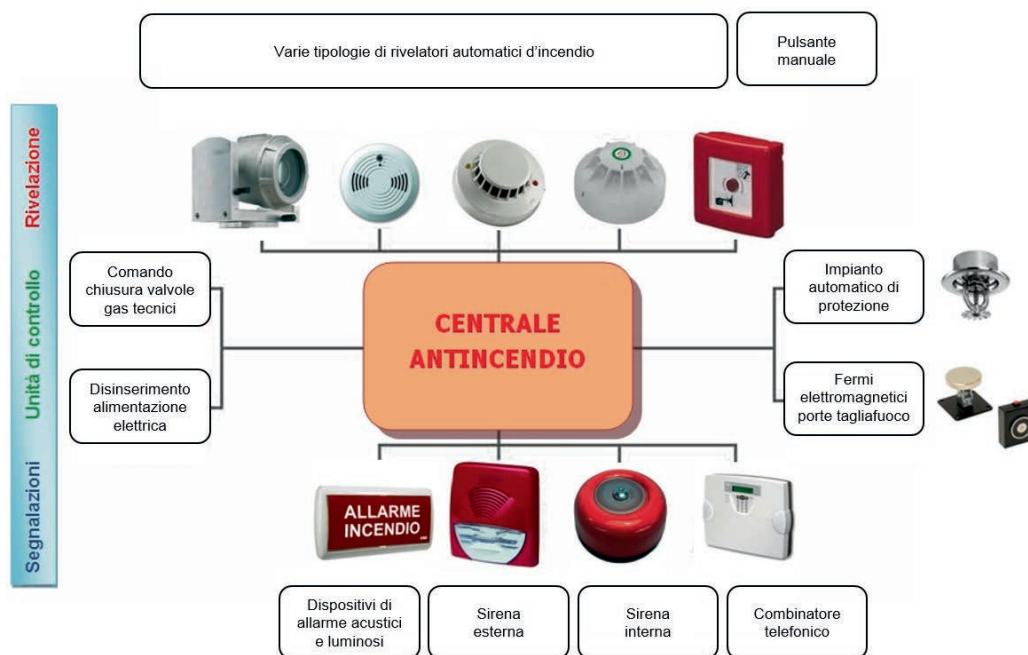 Varie tipologie di rivelatori automatici d'incendio
Pulsante
manuale
Rivelazione
Unità di controllo
Segnalazioni
Comando
chiusura valvole
gas tecnici
Disinserimento
alimentazione
elettrica
CENTRALE
ANTINCENDIO
Impianto
automatico di
protezione
Fermi
elettromagnetici
porte tagliafuoco
ALLARME
INCENDIO
Dispositivi di
allarme acustici
e luminosi
Sirena
esterna
Sirena
interna
Combinatore
telefonico